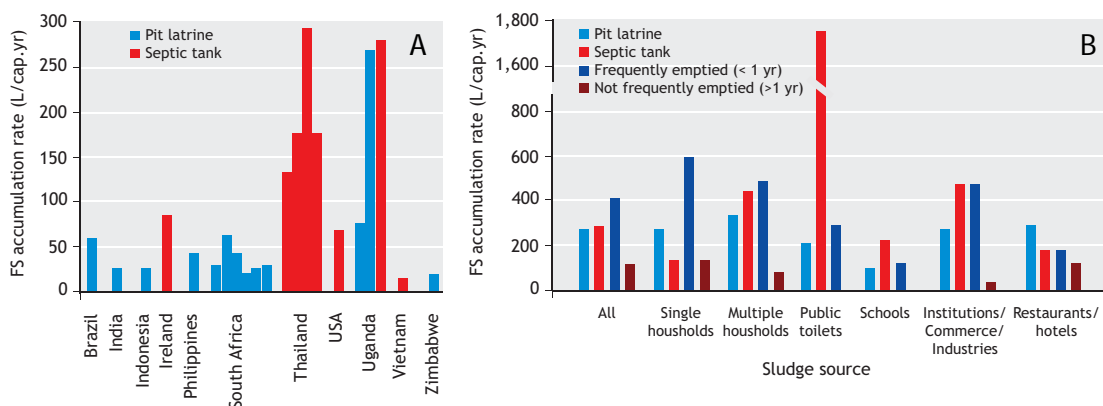 A
Pit latrine
Septic tank
FS accumulation rate (L/cap.yr)
300
250
200
150
100
50
0
Brazil
India
Indonesia
Ireland
Philippines
South Africa
Thailand
USA
Uganda
Vietnam
Zimbabwe
B
Pit latrine
Septic tank
Frequently emptied (< 1 yr)
Not frequently emptied (>1 yr)
FS accumulation rate (L/cap.yr)
1,800
1,600
800
600
400
200
0
All
Single
housholds
Multiple
housholds
Public
toilets
Schools
Institutions/
Commerce/
Industries
Restaurants/
hotels
Sludge source